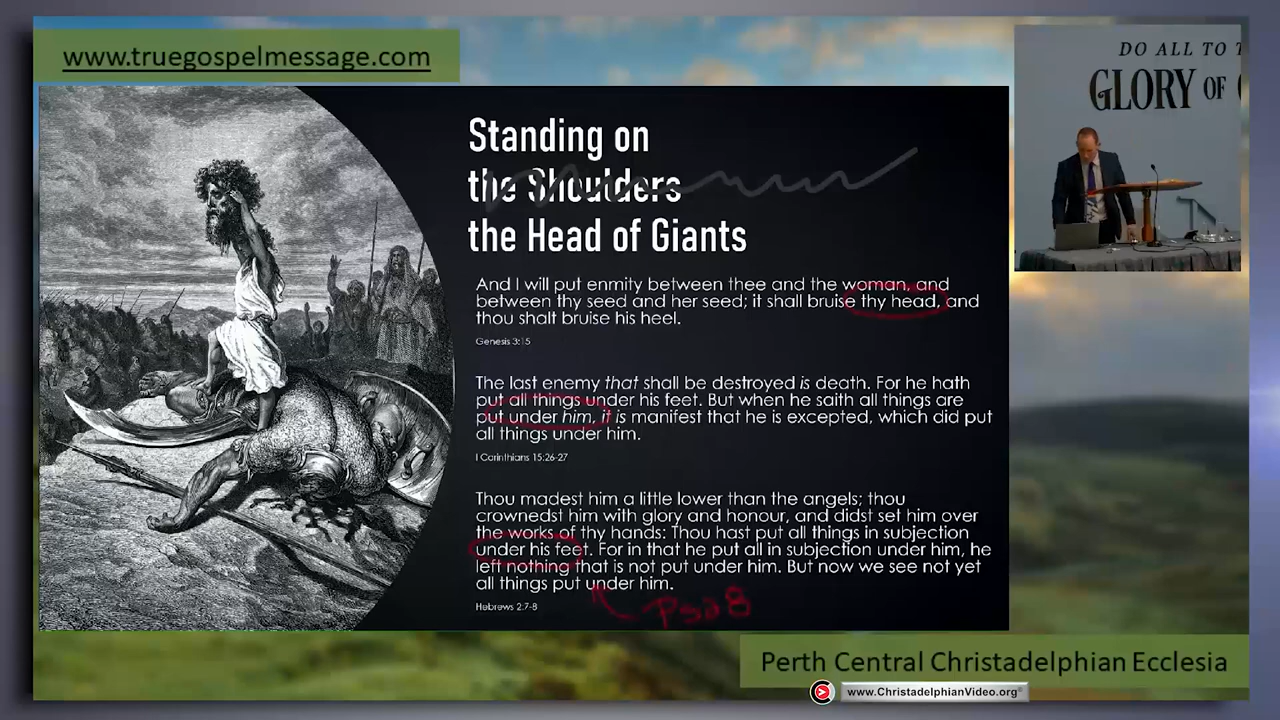 www.truegospelmessage.com
DO ALL TO T
GLORY OF
Standing on
the Shoulders
the Head of Giants
And I will put enmity between thee and the woman, and
between thy seed and her seed; it shall bruise thy head, and
thou shalt bruise his heel.
Genesis 3:15
The last enemy that shall be destroyed is death. For he hath
put all things under his feet. But when he saith all things are
put under him, it is manifest that he is excepted, which did put
all things under him.
I Corinthians 15:26-27
Thou madest him a little lower than the angels; thou
crownedst him with glory and honour, and didst set him over
the works of thy hands: Thou hast put all things in subjection
under his feet. For in that he put all in subjection under him, he
left nothing that is not put under him. But now we see not yet
all things put under him.
Hebrews 2:7-8
Psa 8
Perth Central Christadelphian Ecclesia
www.ChristadelphianVideo.org